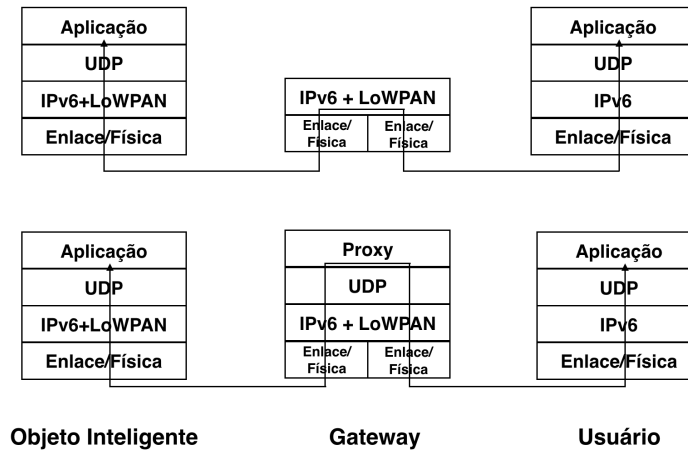 Aplicação
UDP
IPv6+LoWPAN
Enlace/Física
IPv6 + LoWPAN
Enlace/
Física
Enlace/
Física
Aplicação
UDP
IPv6
Enlace/Física
Aplicação
UDP
IPv6+LoWPAN
Enlace/Física
Proxy
UDP
IPv6 + LoWPAN
Enlace/
Física
Enlace/
Física
Aplicação
UDP
IPv6
Enlace/Física
Objeto Inteligente
Gateway
Usuário